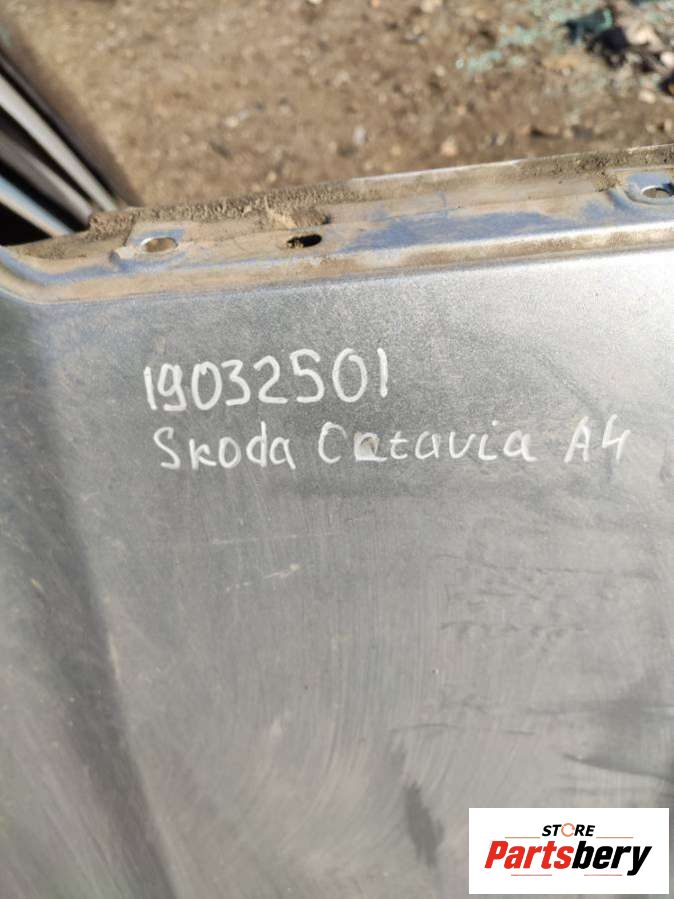 19032501
Skoda Octavia A4
STORE
Partsbery